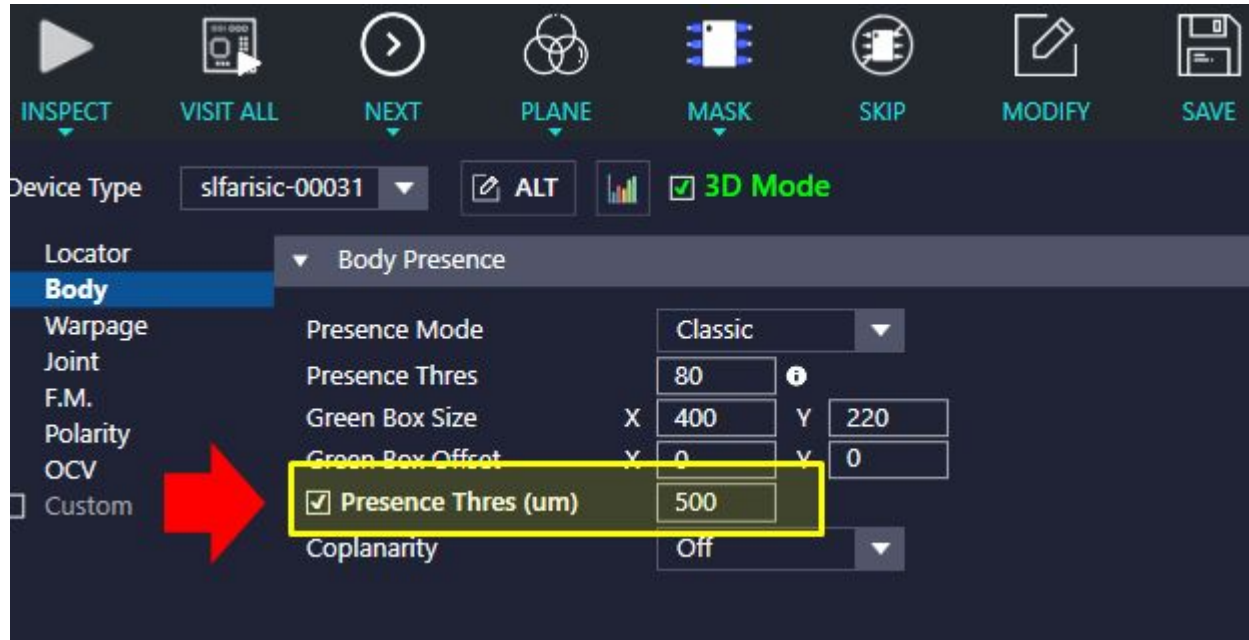 INSPECT VISIT ALL NEXT PLANE MASK SKIP MODIFY SAVE
Device Type slfarisic-00031 ALT 3D Mode
Locator
Body
Warpage
Joint
F.M.
Polarity
OCV
Custom
Body Presence
Presence Mode Classic
Presence Thres 80
Green Box Size X 400 Y 220
Green Box Offset X 0 Y 0
Presence Thres (um) 500
Coplanarity Off